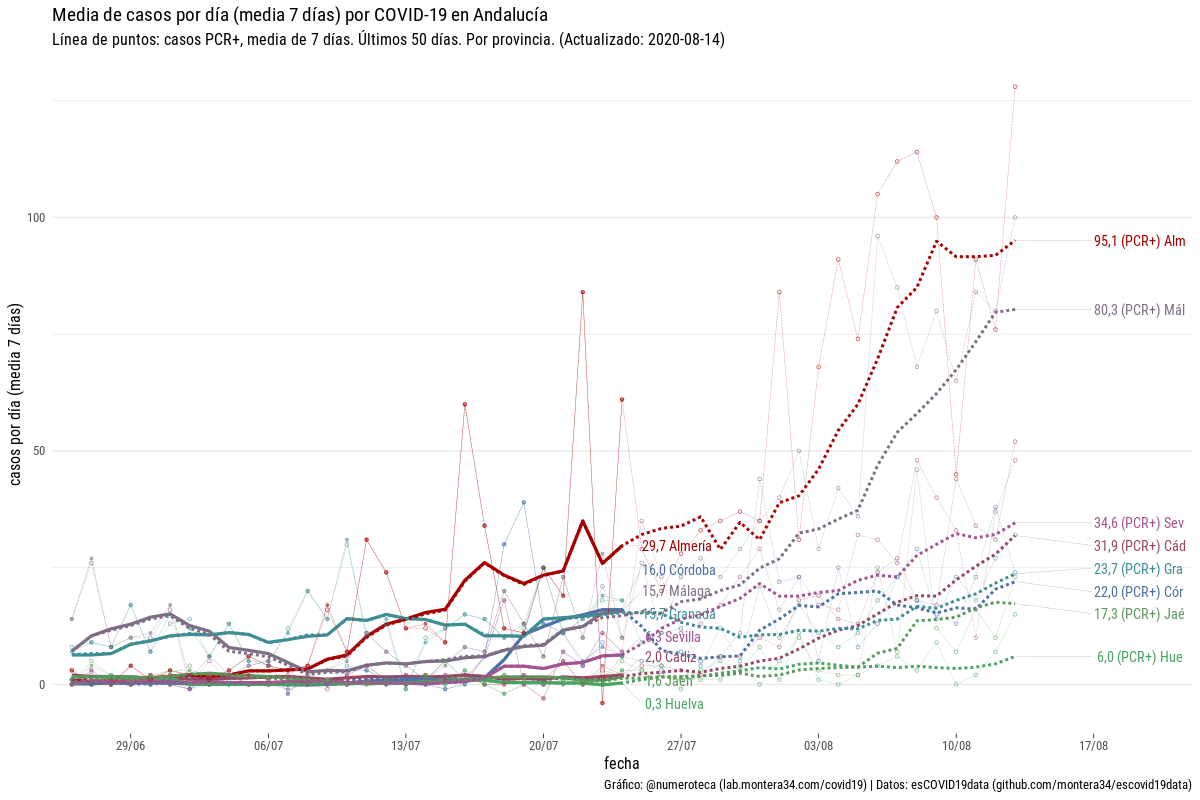 Media de casos por día (media 7 días) por COVID-19 en Andalucía
Línea de puntos: casos PCR+, media de 7 días. Últimos 50 días. Por provincia. (Actualizado: 2020-08-14)
casos por día (media 7 días)
100
50
0
95,1 (PCR+) Alm
80,3 (PCR+) Mál
34,6 (PCR+) Sev
31,9 (PCR+) Cád
23,7 (PCR+) Gra
22,0 (PCR+) Cór
17,3 (PCR+) Jaé
6,0 (PCR+) Hue
29,7 Almería
16,0 Córdoba
15,7 Málaga
15,7 Granada
6,3 Sevilla
2,0 Cádiz
1,6 Jaén
0,3 Huelva
29/06
06/07
13/07
20/07
27/07
03/08
10/08
17/08
fecha
Gráfico: @numeroteca (lab.montera34.com/covid19) | Datos: esCOVID19data (github.com/montera34/escovid19data)